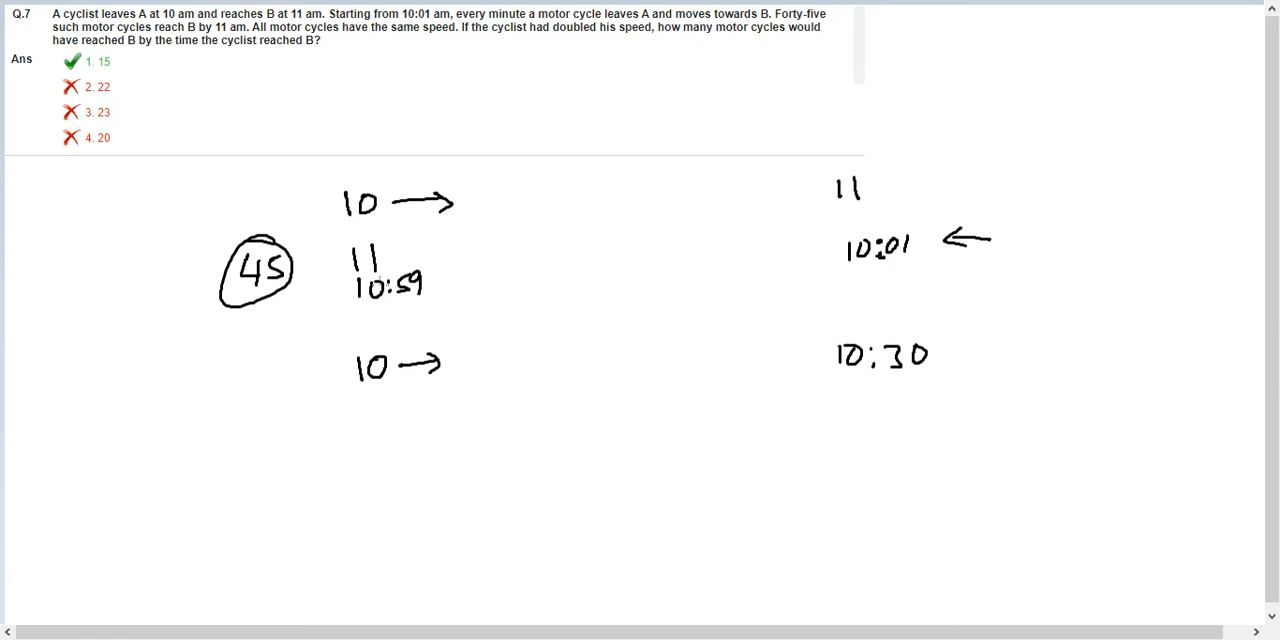 Q.7 A cyclist leaves A at 10 am and reaches B at 11 am. Starting from 10:01 am, every minute a motor cycle leaves A and moves towards B. Forty-five
such motor cycles reach B by 11 am. All motor cycles have the same speed. If the cyclist had doubled his speed, how many motor cycles would
have reached B by the time the cyclist reached B?
Ans 1. 15
2. 22
3. 23
4. 20
10 → 11
45 11 10:01 ←
10:59
10 → 10:30